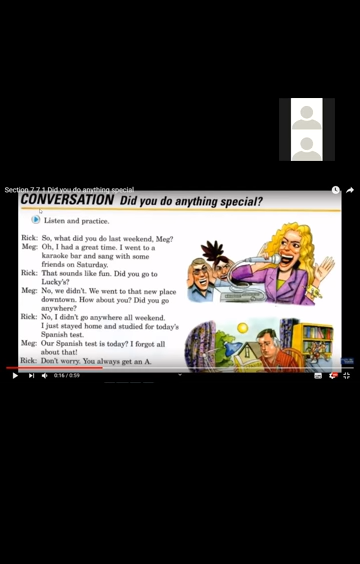 Section 7.7.1 Did you do anything special
CONVERSATION Did you do anything special?
Listen and practice.
Rick: So, what did you do last weekend, Meg?
Meg: Oh, I had a great time. I went to a
karaoke bar and sang with some
friends on Saturday.
Rick: That sounds like fun. Did you go to
Lucky's?
Meg: No, we didn't. We went to that new place
downtown. How about you? Did you go
anywhere?
Rick: No, I didn't go anywhere all weekend.
I just stayed home and studied for today's
Spanish test.
Meg: Our Spanish test is today? I forgot all
about that!
Rick: Don't worry. You always get an A.
0:16 / 0:59